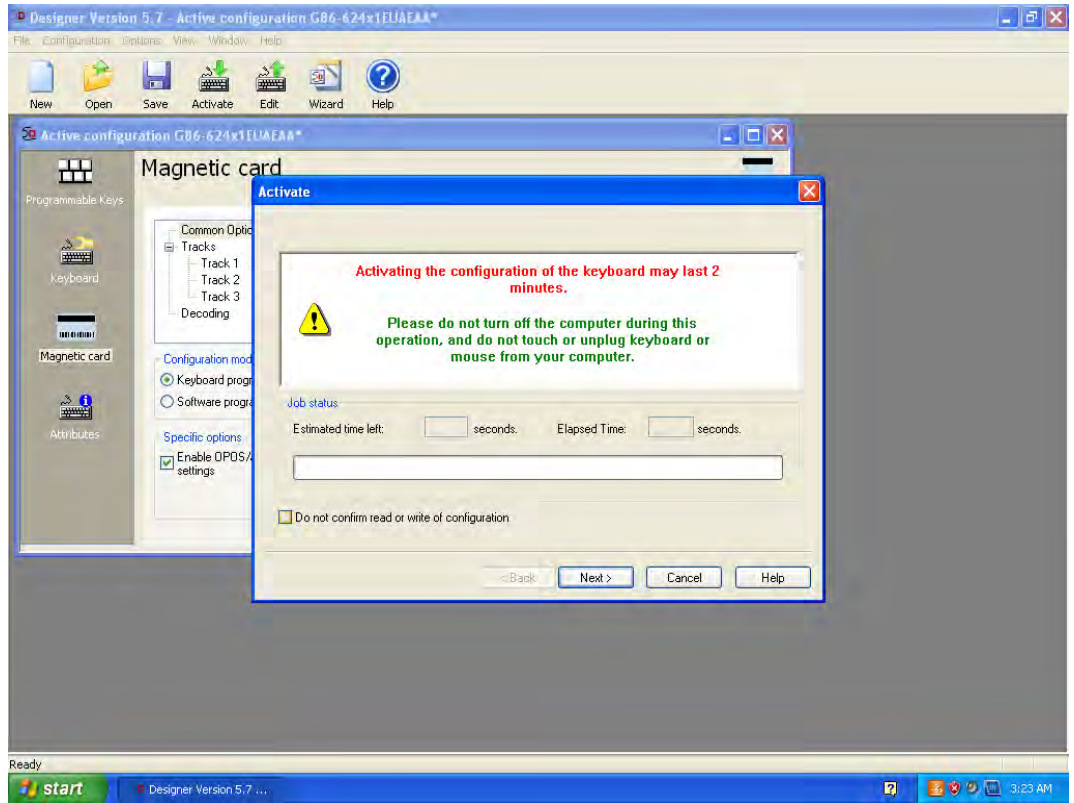 Designer Version 5.7 - Active configuration G86-624x1EUAEAA*
File Configuration Options View Window Help
New Open Save Activate Edit Wizard Help
Active configuration G86-624x1EUAEAA*
Programmable Keys
Keyboard
Magnetic card
Attributes
Magnetic card
Common Optio
Tracks
Track 1
Track 2
Track 3
Decoding
Configuration mod
Keyboard progr
Software progra
Specific options
Enable OPOS/
settings
Activate
Activating the configuration of the keyboard may last 2
minutes.
Please do not turn off the computer during this
operation, and do not touch or unplug keyboard or
mouse from your computer.
Job status
Estimated time left: seconds. Elapsed Time: seconds.
Do not confirm read or write of configuration
< Back Next > Cancel Help
Ready
start Designer Version 5.7 ... 3:23 AM